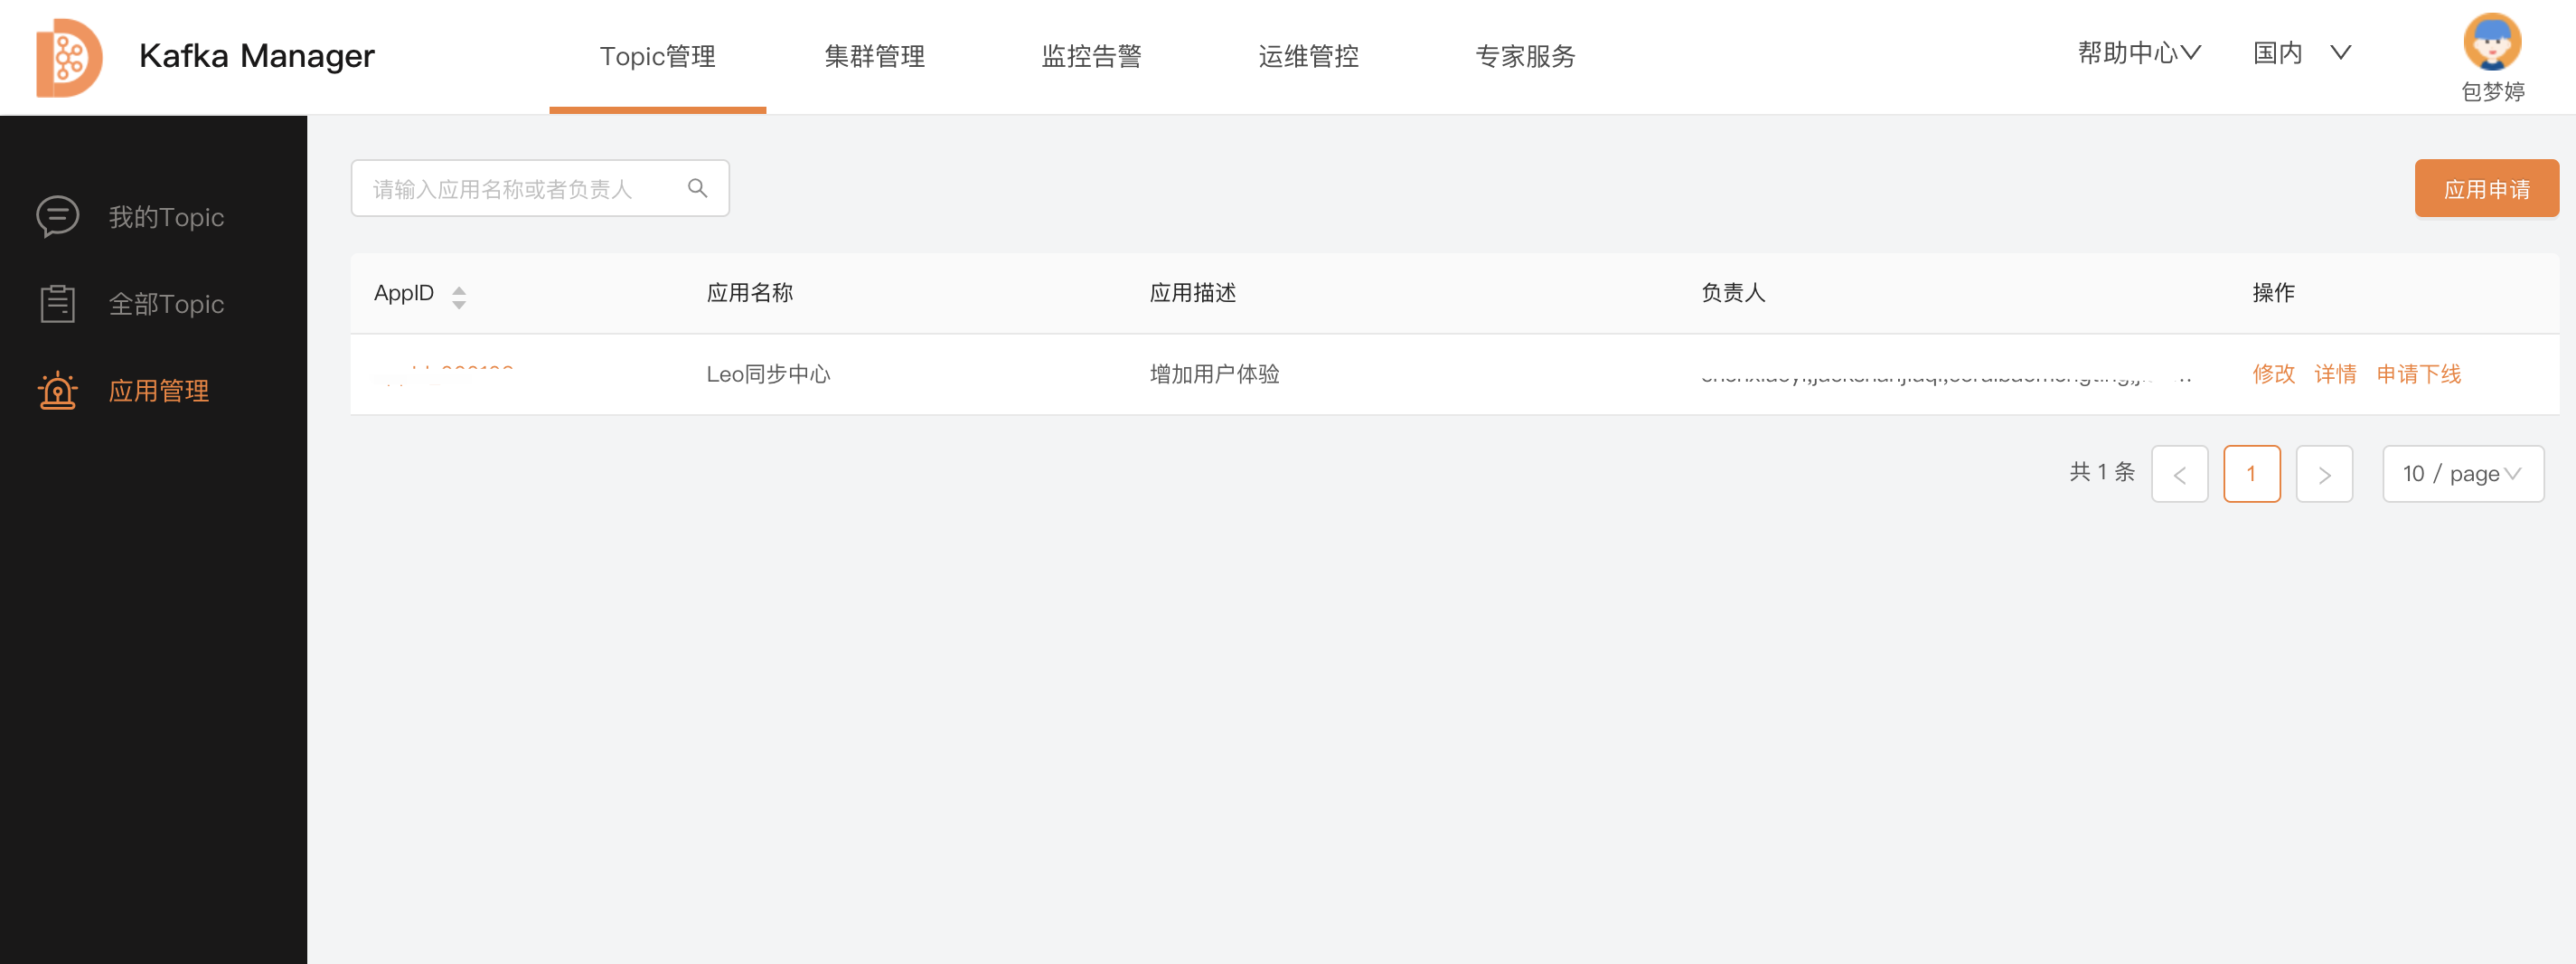 Kafka Manager
Topic管理
集群管理
监控告警
运维管控
专家服务
帮助中心
国内
包梦婷
我的Topic
全部Topic
应用管理
请输入应用名称或者负责人
应用申请
AppID 应用名称 应用描述 负责人 操作
Leo同步中心 增加用户体验 修改 详情 申请下线
共 1 条 1 10 / page